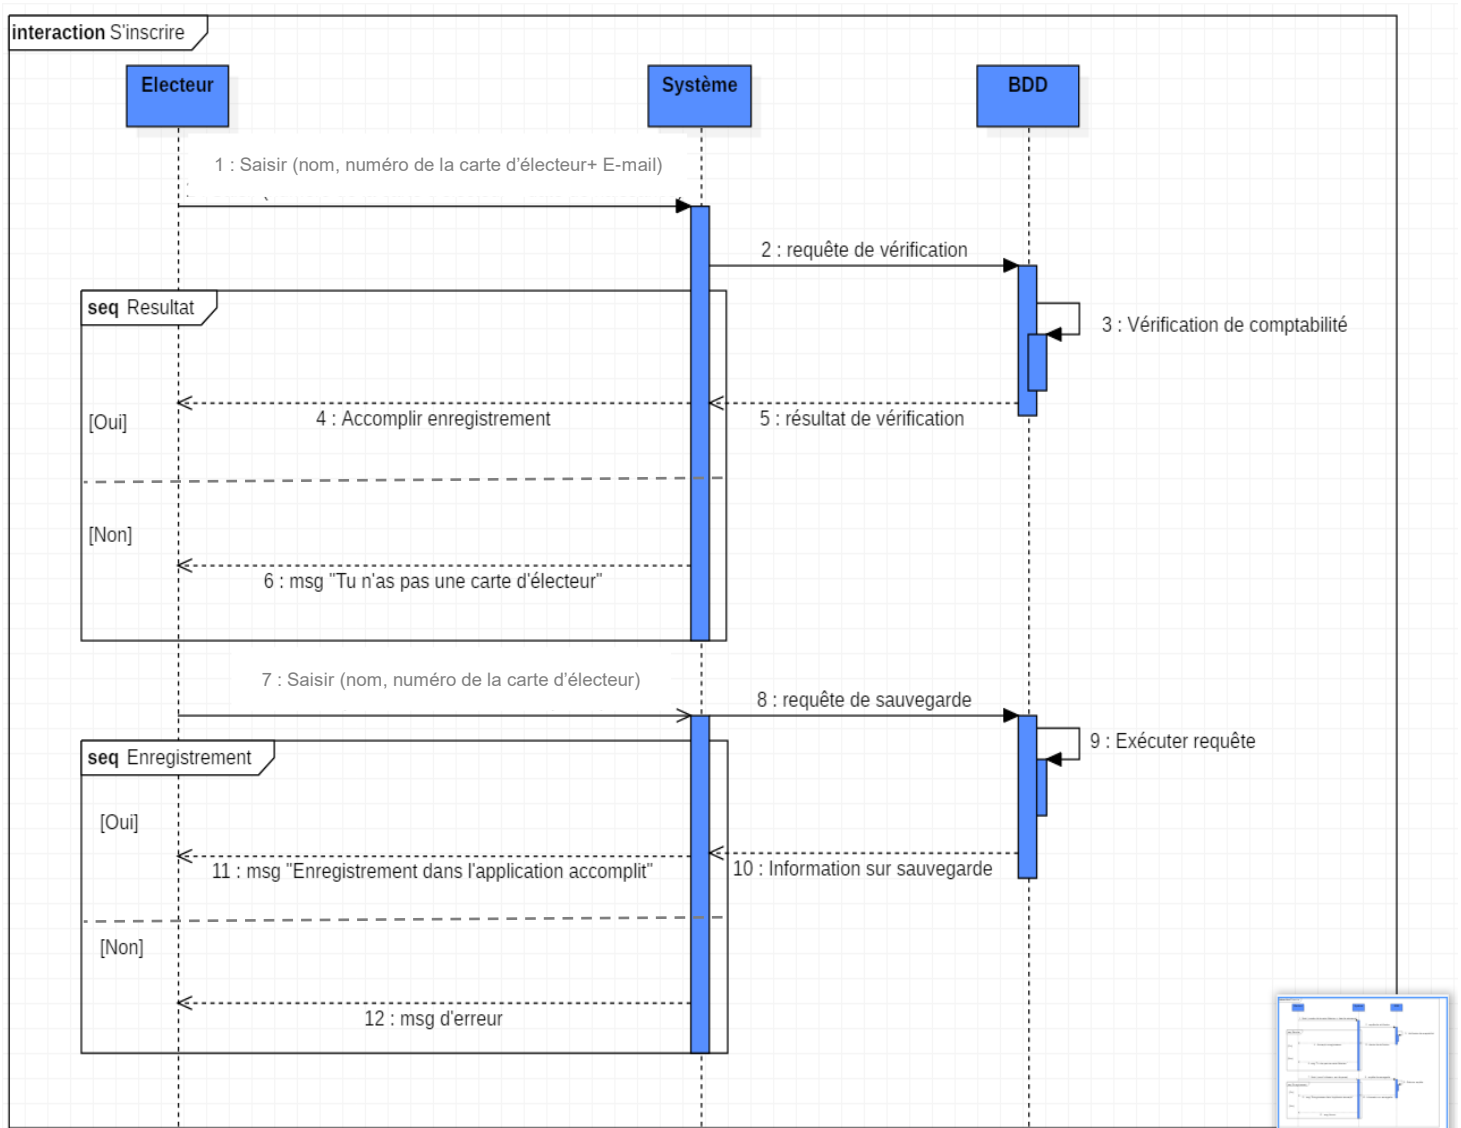 interaction S'inscrire
Electeur
Système
BDD
1 : Saisir (nom, numéro de la carte d'électeur+ E-mail)
2 : requête de vérification
seq Resultat
3 : Vérification de comptabilité
[Oui]
4 : Accomplir enregistrement
5 : résultat de vérification
[Non]
6 : msg "Tu n'as pas une carte d'électeur"
7 : Saisir (nom, numéro de la carte d'électeur)
8 : requête de sauvegarde
9 : Exécuter requête
seq Enregistrement
[Oui]
11 : msg "Enregistrement dans l'application accomplit"
10 : Information sur sauvegarde
[Non]
12 : msg d'erreur